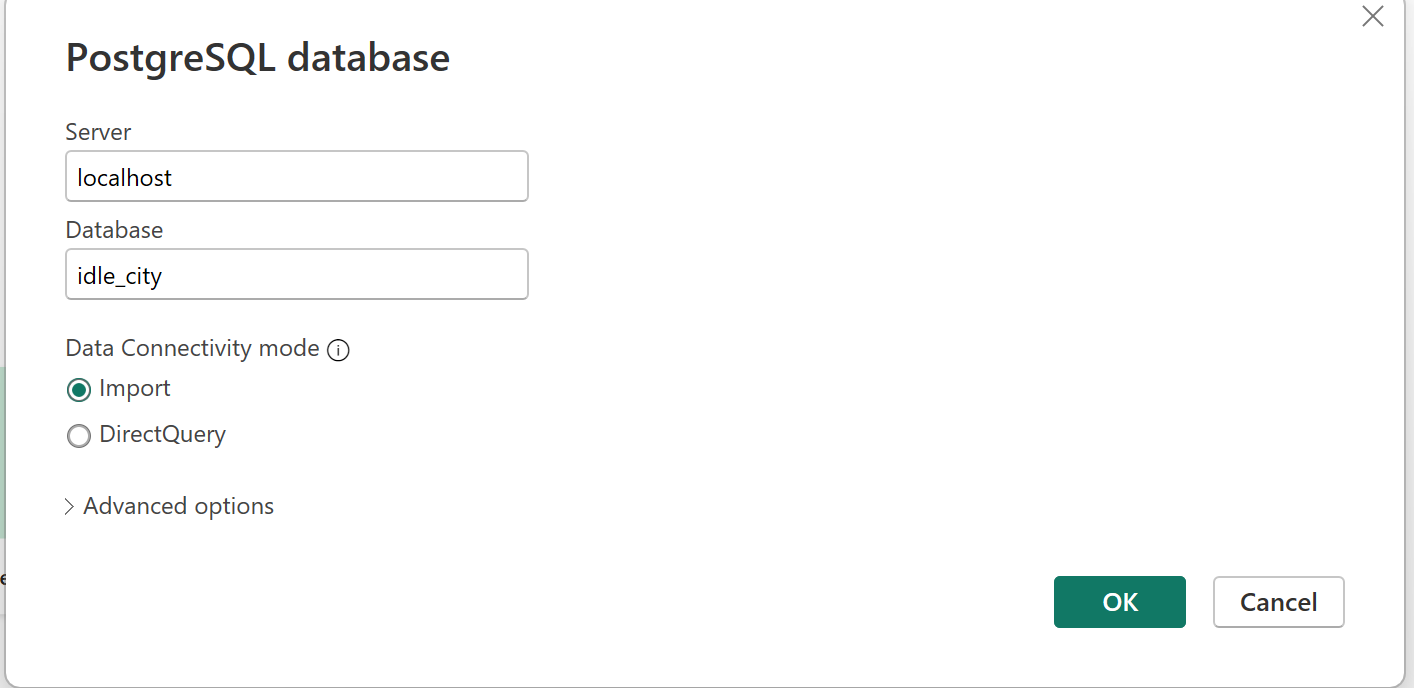 PostgreSQL database
Server
localhost
Database
idle_city
Data Connectivity mode
Import
DirectQuery
Advanced options
OK
Cancel